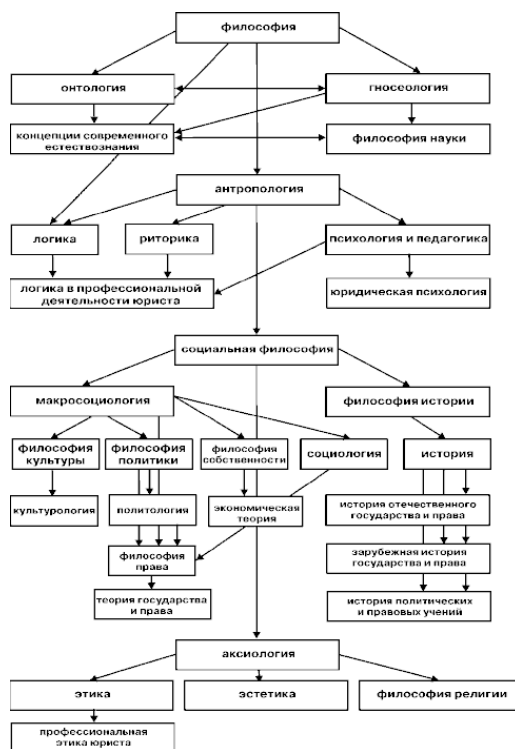 философия
онтология
гносеология
концепции современного
естествознания
философия науки
антропология
логика
риторика
психология и педагогика
логика в профессиональной
деятельности юриста
юридическая психология
социальная философия
макросоциология
философия истории
философия
культуры
философия
политики
философия
собственности
социология
история
культурология
политология
экономическая
теория
история отечественного
государства и права
философия
права
зарубежная история
государства и права
теория государства
и права
история политических
и правовых учений
аксиология
этика
эстетика
философия религии
профессиональная
этика юриста